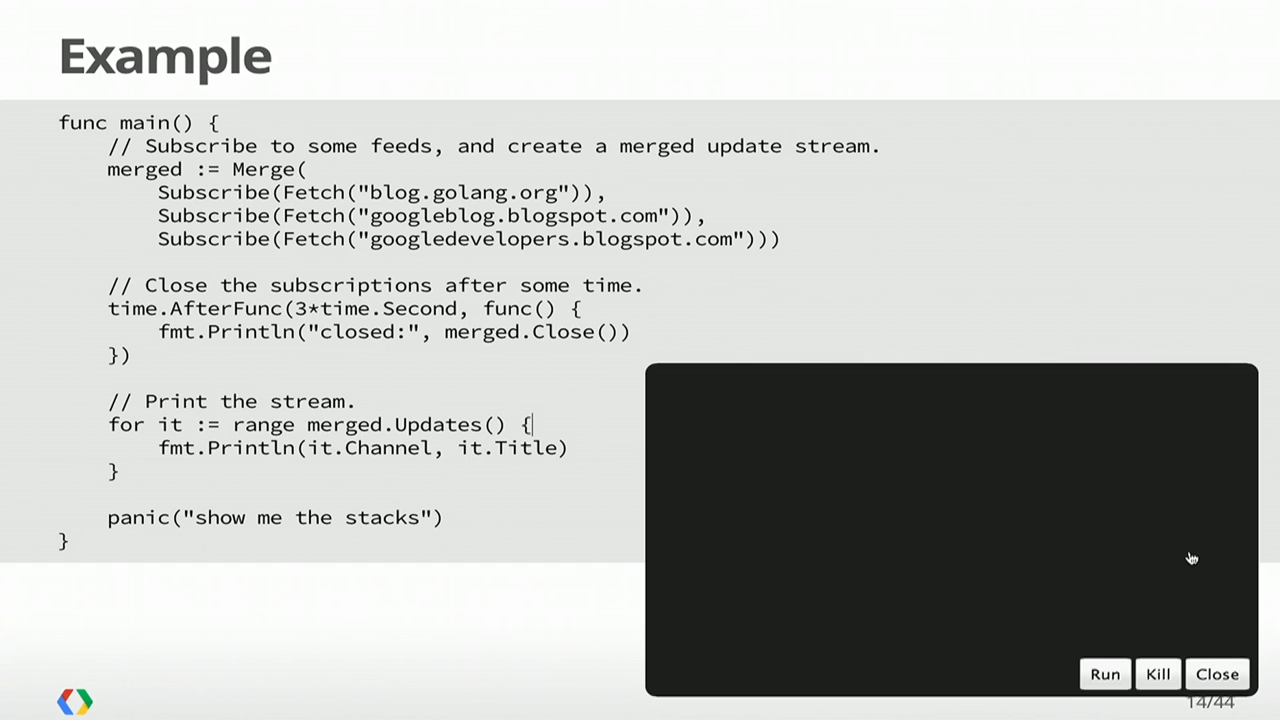 Example
func main() {
    // Subscribe to some feeds, and create a merged update stream.
    merged := Merge(
        Subscribe(Fetch("blog.golang.org")),
        Subscribe(Fetch("googleblog.blogspot.com")),
        Subscribe(Fetch("googledevelopers.blogspot.com")))
    // Close the subscriptions after some time.
    time.AfterFunc(3*time.Second, func() {
        fmt.Println("closed:", merged.Close())
    })
    // Print the stream.
    for it := range merged.Updates() {
        fmt.Println(it.Channel, it.Title)
    }
    panic("show me the stacks")
}
Run Kill Close
14/44